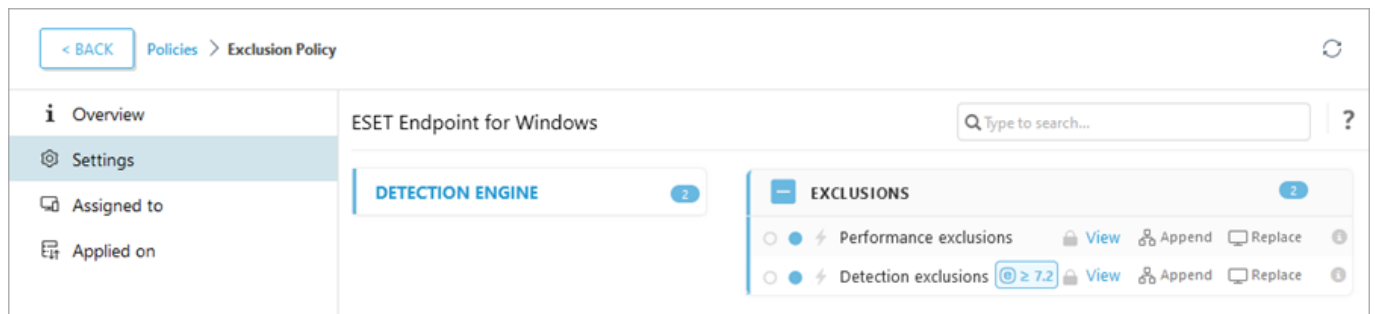 < BACK Policies > Exclusion Policy
Overview
Settings
Assigned to
Applied on
ESET Endpoint for Windows
Type to search...
?
DETECTION ENGINE 2
EXCLUSIONS 2
Performance exclusions View Append Replace
Detection exclusions e ≥ 7.2 View Append Replace